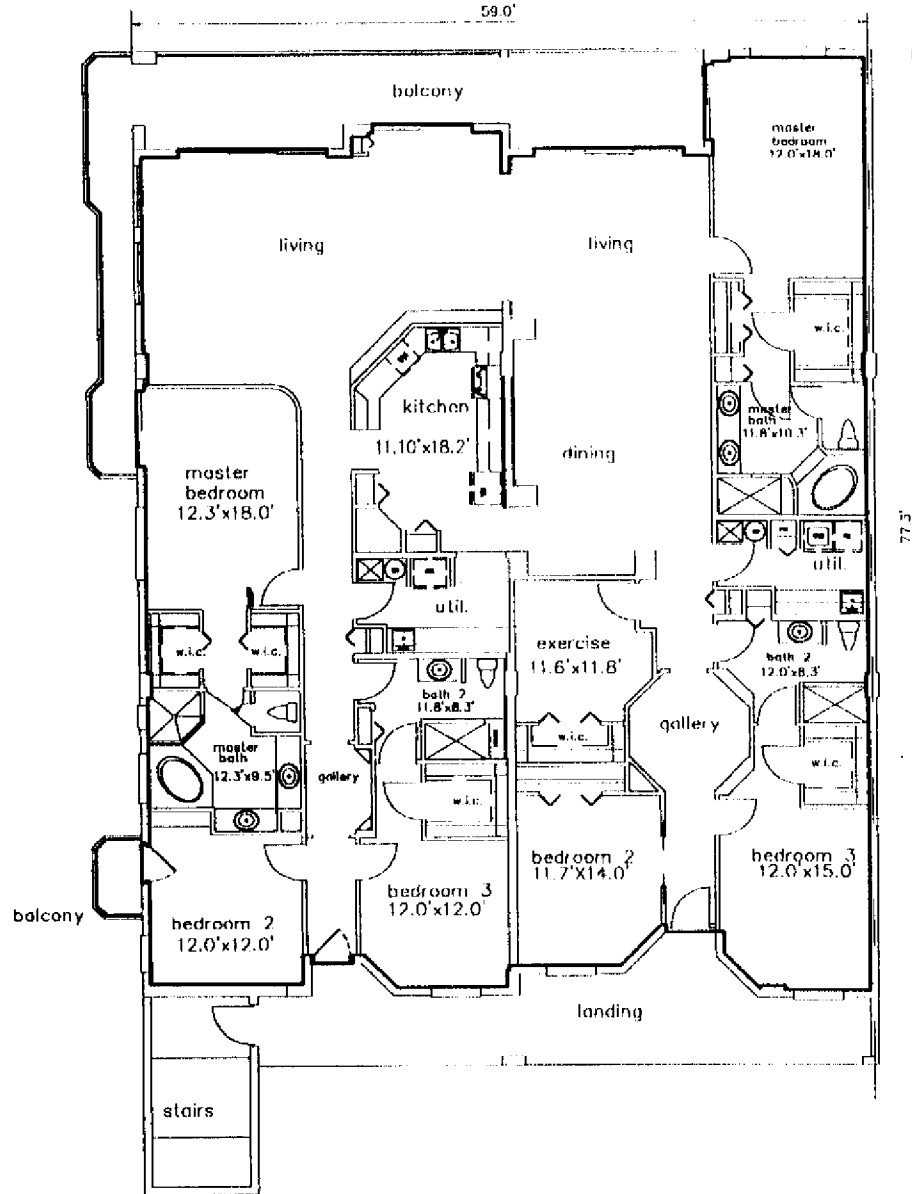 59.0'
balcony
master
bedroom
12.0'x18.0'
living
living
w.i.c.
kitchen
11.10'x18.2'
master
bath
11.8'x10.3'
dining
master
bedroom
12.3'x18.0'
77.5'
util.
util.
w.i.c.
w.i.c.
exercise
11.6'x11.8'
bath 2
12.0'x8.3'
bath 2
11.8'x8.3'
gallery
master
bath
12.3'x9.5'
gallery
w.i.c.
w.i.c.
w.i.c.
bedroom 2
11.7'X14.0'
bedroom 3
12.0'x15.0'
bedroom 3
12.0'x12.0'
balcony
bedroom 2
12.0'x12.0'
landing
stairs